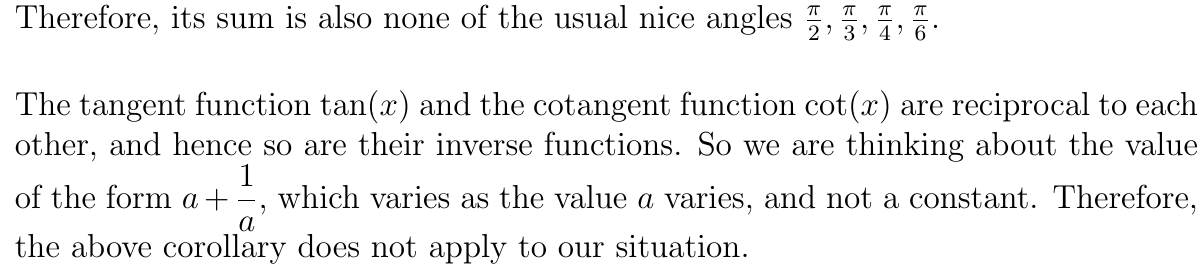 Therefore, its sum is also none of the usual nice angles $\frac{\pi}{2}, \frac{\pi}{3}, \frac{\pi}{4}, \frac{\pi}{6}$.
The tangent function tan(x) and the cotangent function cot(x) are reciprocal to each
other, and hence so are their inverse functions. So we are thinking about the value
of the form $a + \frac{1}{a}$, which varies as the value $a$ varies, and not a constant. Therefore,
the above corollary does not apply to our situation.